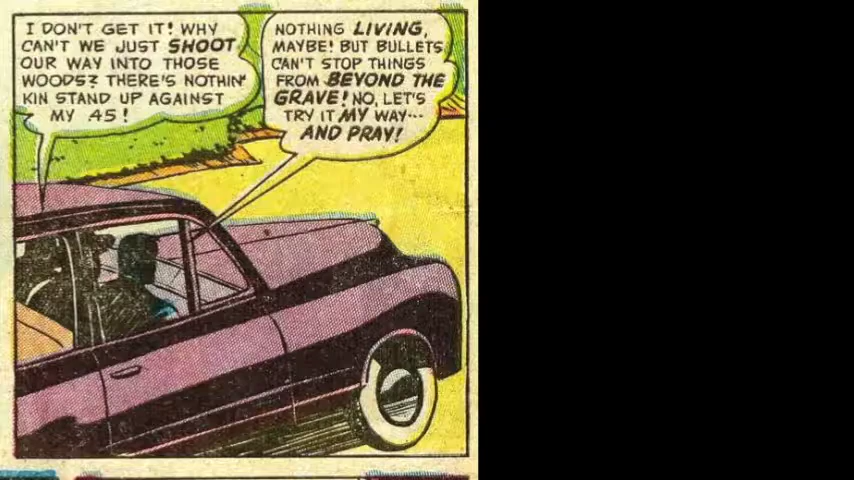 I DON'T GET IT! WHY
CAN'T WE JUST SHOOT
OUR WAY INTO THOSE
WOODS? THERE'S NOTHIN'
KIN STAND UP AGAINST
MY .45!
NOTHING LIVING,
MAYBE! BUT BULLETS
CAN'T STOP THINGS
FROM BEYOND THE
GRAVE! NO, LET'S
TRY IT MY WAY...
AND PRAY!